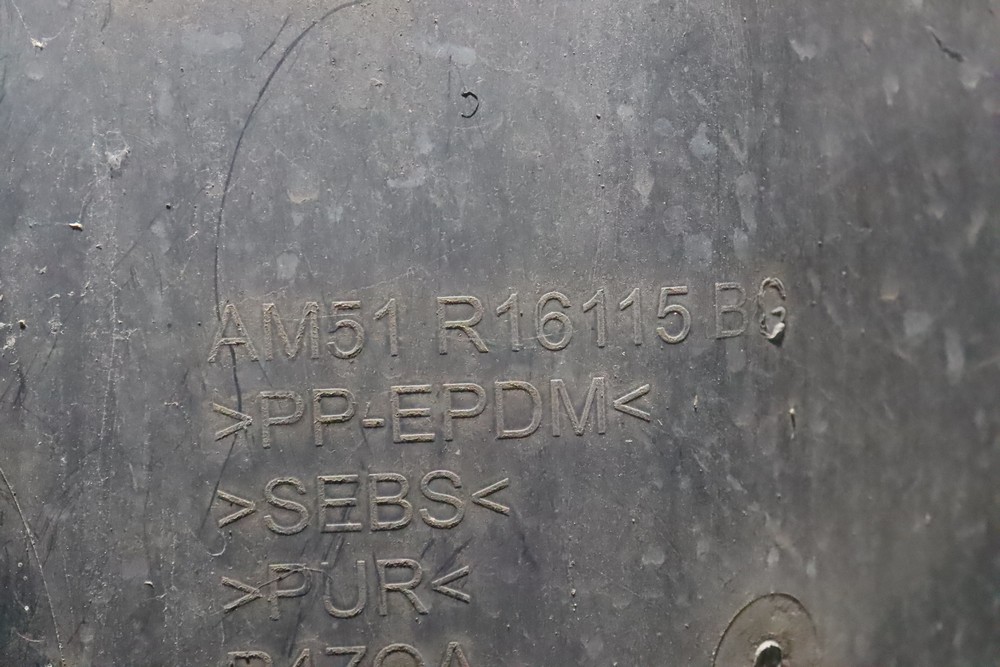 AM51 R16115
>PP-EPDM<
>SEBS<
>PUR<